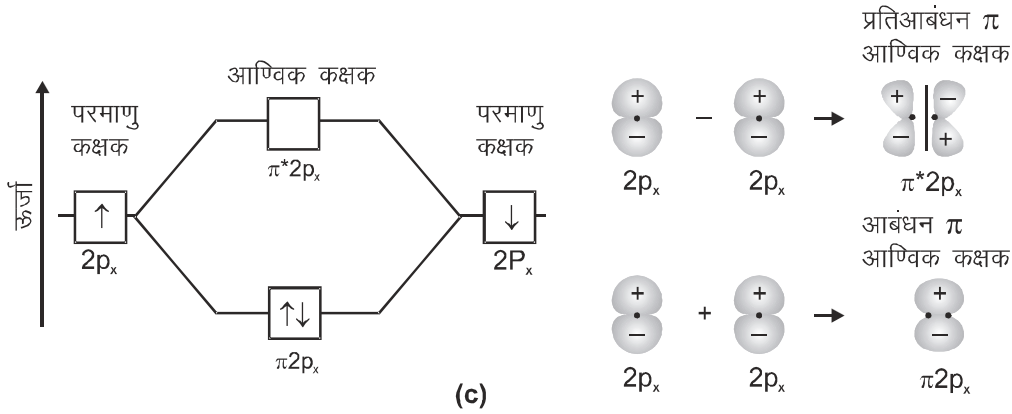 आण्विक कक्षक
परमाणु
कक्षक
परमाणु
कक्षक
ऊर्जा
↑
2pₓ
π*2pₓ
↓
2Pₓ
↑↓
π2pₓ
(c)
प्रतिआबंधन π
आण्विक कक्षक
+ − + → + −
− − − +
2pₓ 2pₓ π*2pₓ
आबंधन π
आण्विक कक्षक
+ + + → +
− − −
2pₓ 2pₓ π2pₓ